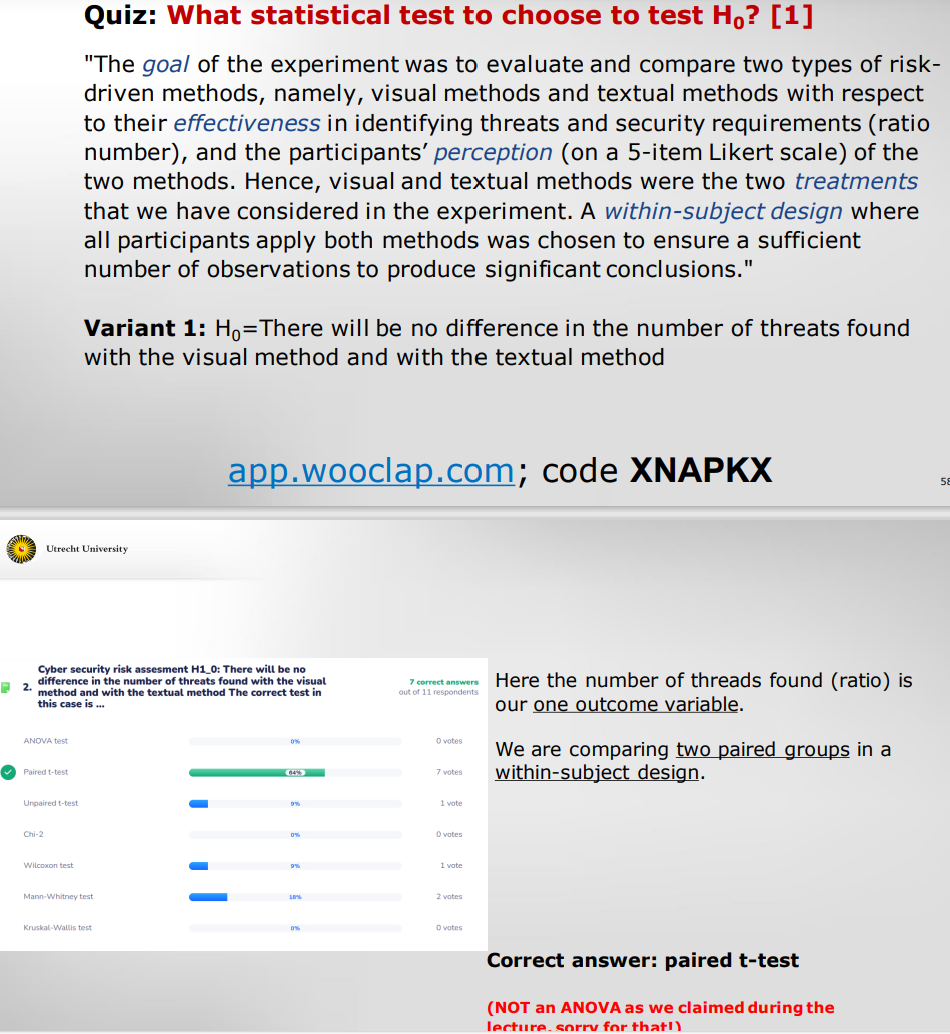 Quiz: What statistical test to choose to test H0? [1]
"The goal of the experiment was to evaluate and compare two types of risk-
driven methods, namely, visual methods and textual methods with respect
to their effectiveness in identifying threats and security requirements (ratio
number), and the participants’ perception (on a 5-item Likert scale) of the
two methods. Hence, visual and textual methods were the two treatments
that we have considered in the experiment. A within-subject design where
all participants apply both methods was chosen to ensure a sufficient
number of observations to produce significant conclusions."
Variant 1: H0=There will be no difference in the number of threats found
with the visual method and with the textual method
app.wooclap.com; code XNAPKX
58
Utrecht University
2. Cyber security risk assesment H1_0: There will be no
difference in the number of threats found with the visual
method and with the textual method The correct test in
this case is ...
7 correct answers
out of 11 respondents
ANOVA test 0% 0 votes
Paired t-test 64% 7 votes
Unpaired t-test 9% 1 vote
Chi-2 0% 0 votes
Wilcoxon test 9% 1 vote
Mann-Whitney test 18% 2 votes
Kruskal-Wallis test 0% 0 votes
Here the number of threads found (ratio) is
our one outcome variable.
We are comparing two paired groups in a
within-subject design.
Correct answer: paired t-test
(NOT an ANOVA as we claimed during the
lecture, sorry for that!)